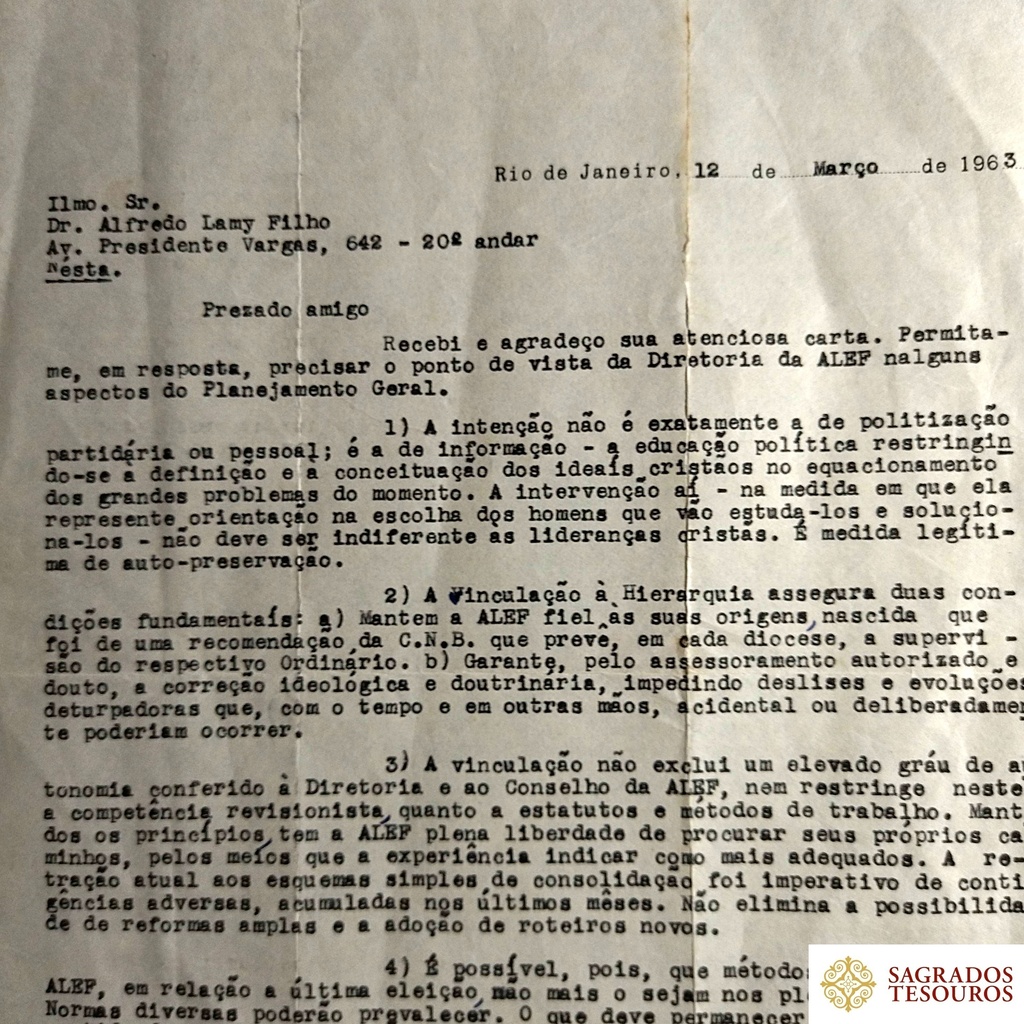 Rio de Janeiro, 12 de Março de 1963
Ilmo. Sr.
Dr. Alfredo Lamy Filho
Av. Presidente Vargas, 642 - 20º andar
Nésta.
Prezado amigo
Recebi e agradeço sua atenciosa carta. Permita-
me, em resposta, precisar o ponto de vista da Diretoria da ALEF nalguns
aspectos do Planejamento Geral.
1) A intenção não é exatamente a de politização
partidária ou pessoal; é a de informação - a educação política restringin
do-se a definição e a conceituação dos ideais cristãos no equacionamento
dos grandes problemas do momento. A intervenção aí - na medida em que ela
represente orientação na escolha dos homens que vão estudá-los e solucio-
na-los - não deve ser indiferente as lideranças cristãs. É medida legíti-
ma de auto-preservação.
2) A Vinculação à Hierarquia assegura duas con-
dições fundamentais: a) Mantem a ALEF fiel as suas origens, nascida que
foi de uma recomendação da C.N.B. que prevê, em cada diocese, a supervi -
são do respectivo Ordinário. b) Garante, pelo assessoramento autorizado e
douto, a correção ideológica e doutrinária, impedindo deslises e evoluções
deturpadoras que, com o tempo e em outras mãos, acidental ou deliberadamen
te poderiam ocorrer.
3) A vinculação não exclui um elevado gráu de au
tonomia conferido à Diretoria e ao Conselho da ALEF, nem restringe neste
a competência revisionista, quanto a estatutos e métodos de trabalho. Mant
dos os princípios, tem a ALEF plena liberdade de procurar seus próprios ca
minhos, pelos meios que a experiência indicar como mais adequados. A re-
tração atual aos esquemas simples de consolidação foi imperativo de conti
gências adversas, acumuladas nos últimos mêses. Não elimina a possibilida
de de reformas amplas e a adoção de roteiros novos.
4) É possível, pois, que método
ALEF, em relação a última eleição, não mais o sejam nos pl
Normas diversas poderão prevalecer. O que deve permanecer
SAGRADOS
TESOUROS